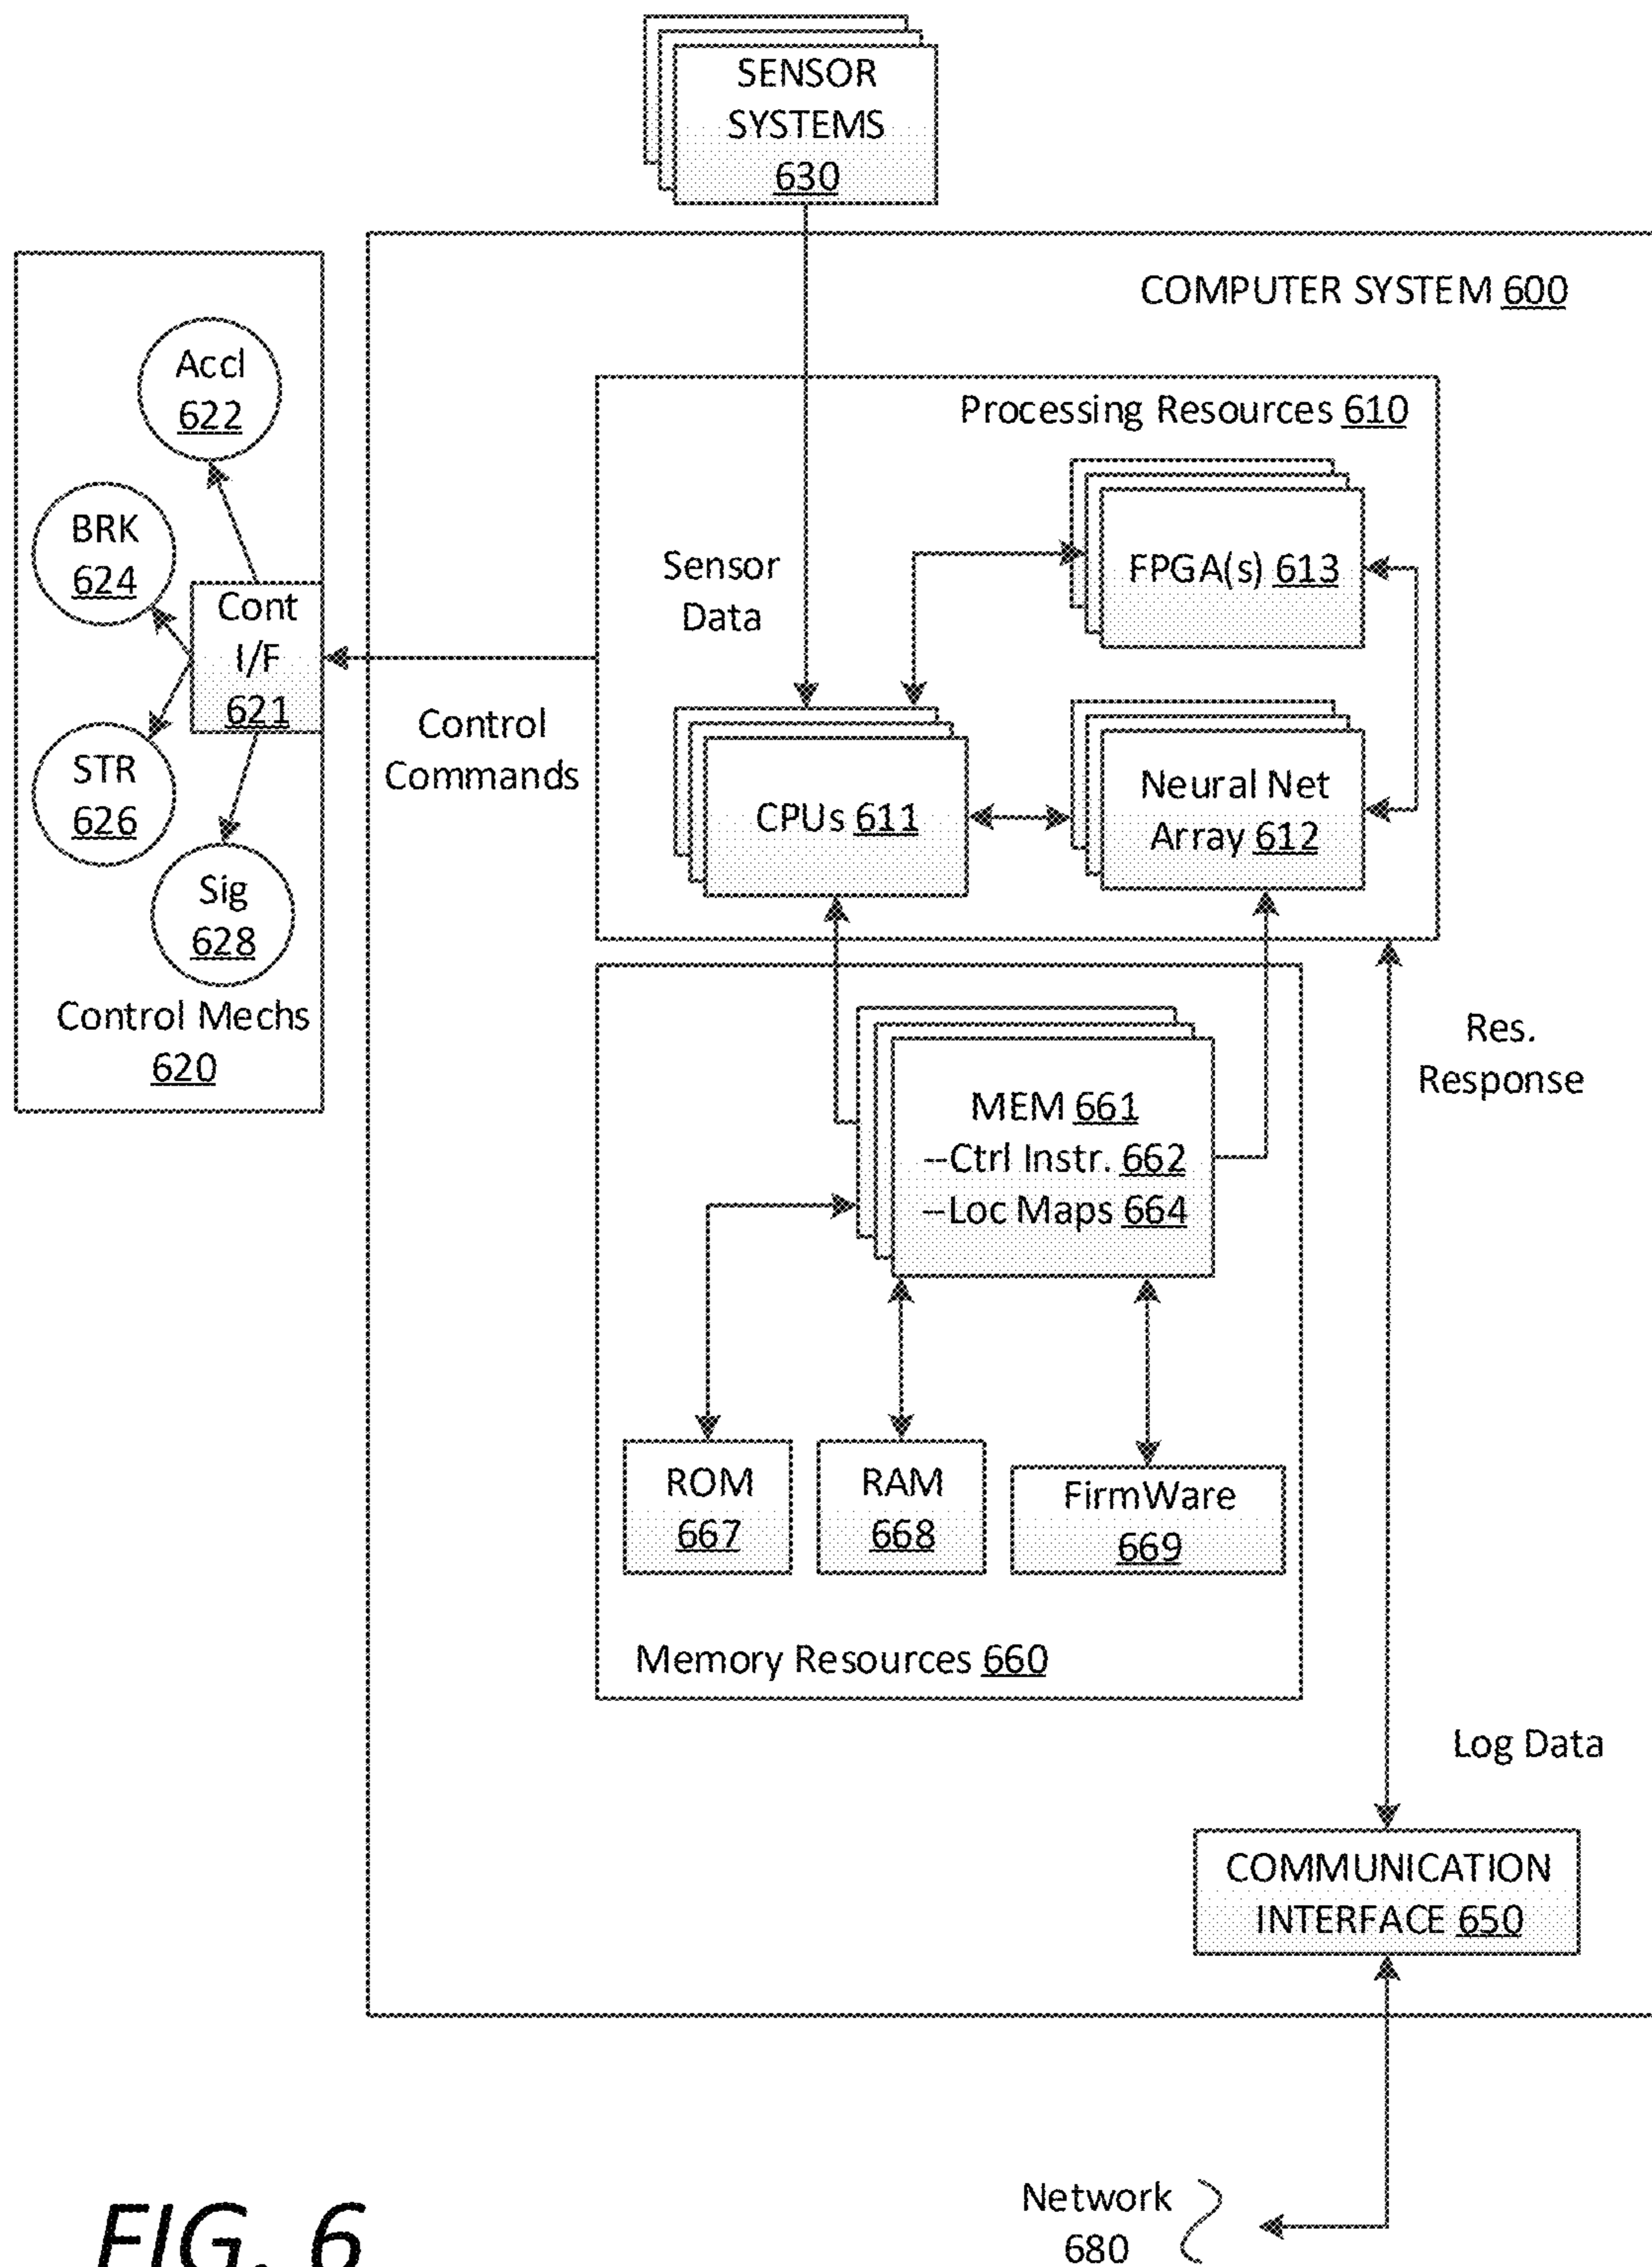 SENSOR
SYSTEMS
630
COMPUTER SYSTEM 600
Accl
622
BRK
624
Cont
I/F
621
STR
626
Sig
628
Control Mechs
620
Control
Commands
Processing Resources 610
Sensor
Data
FPGA(s) 613
CPUs 611
Neural Net
Array 612
Res.
Response
MEM 661
--Ctrl Instr. 662
--Loc Maps 664
ROM
667
RAM
668
FirmWare
669
Memory Resources 660
Log Data
COMMUNICATION
INTERFACE 650
Network
680
FIG. 6